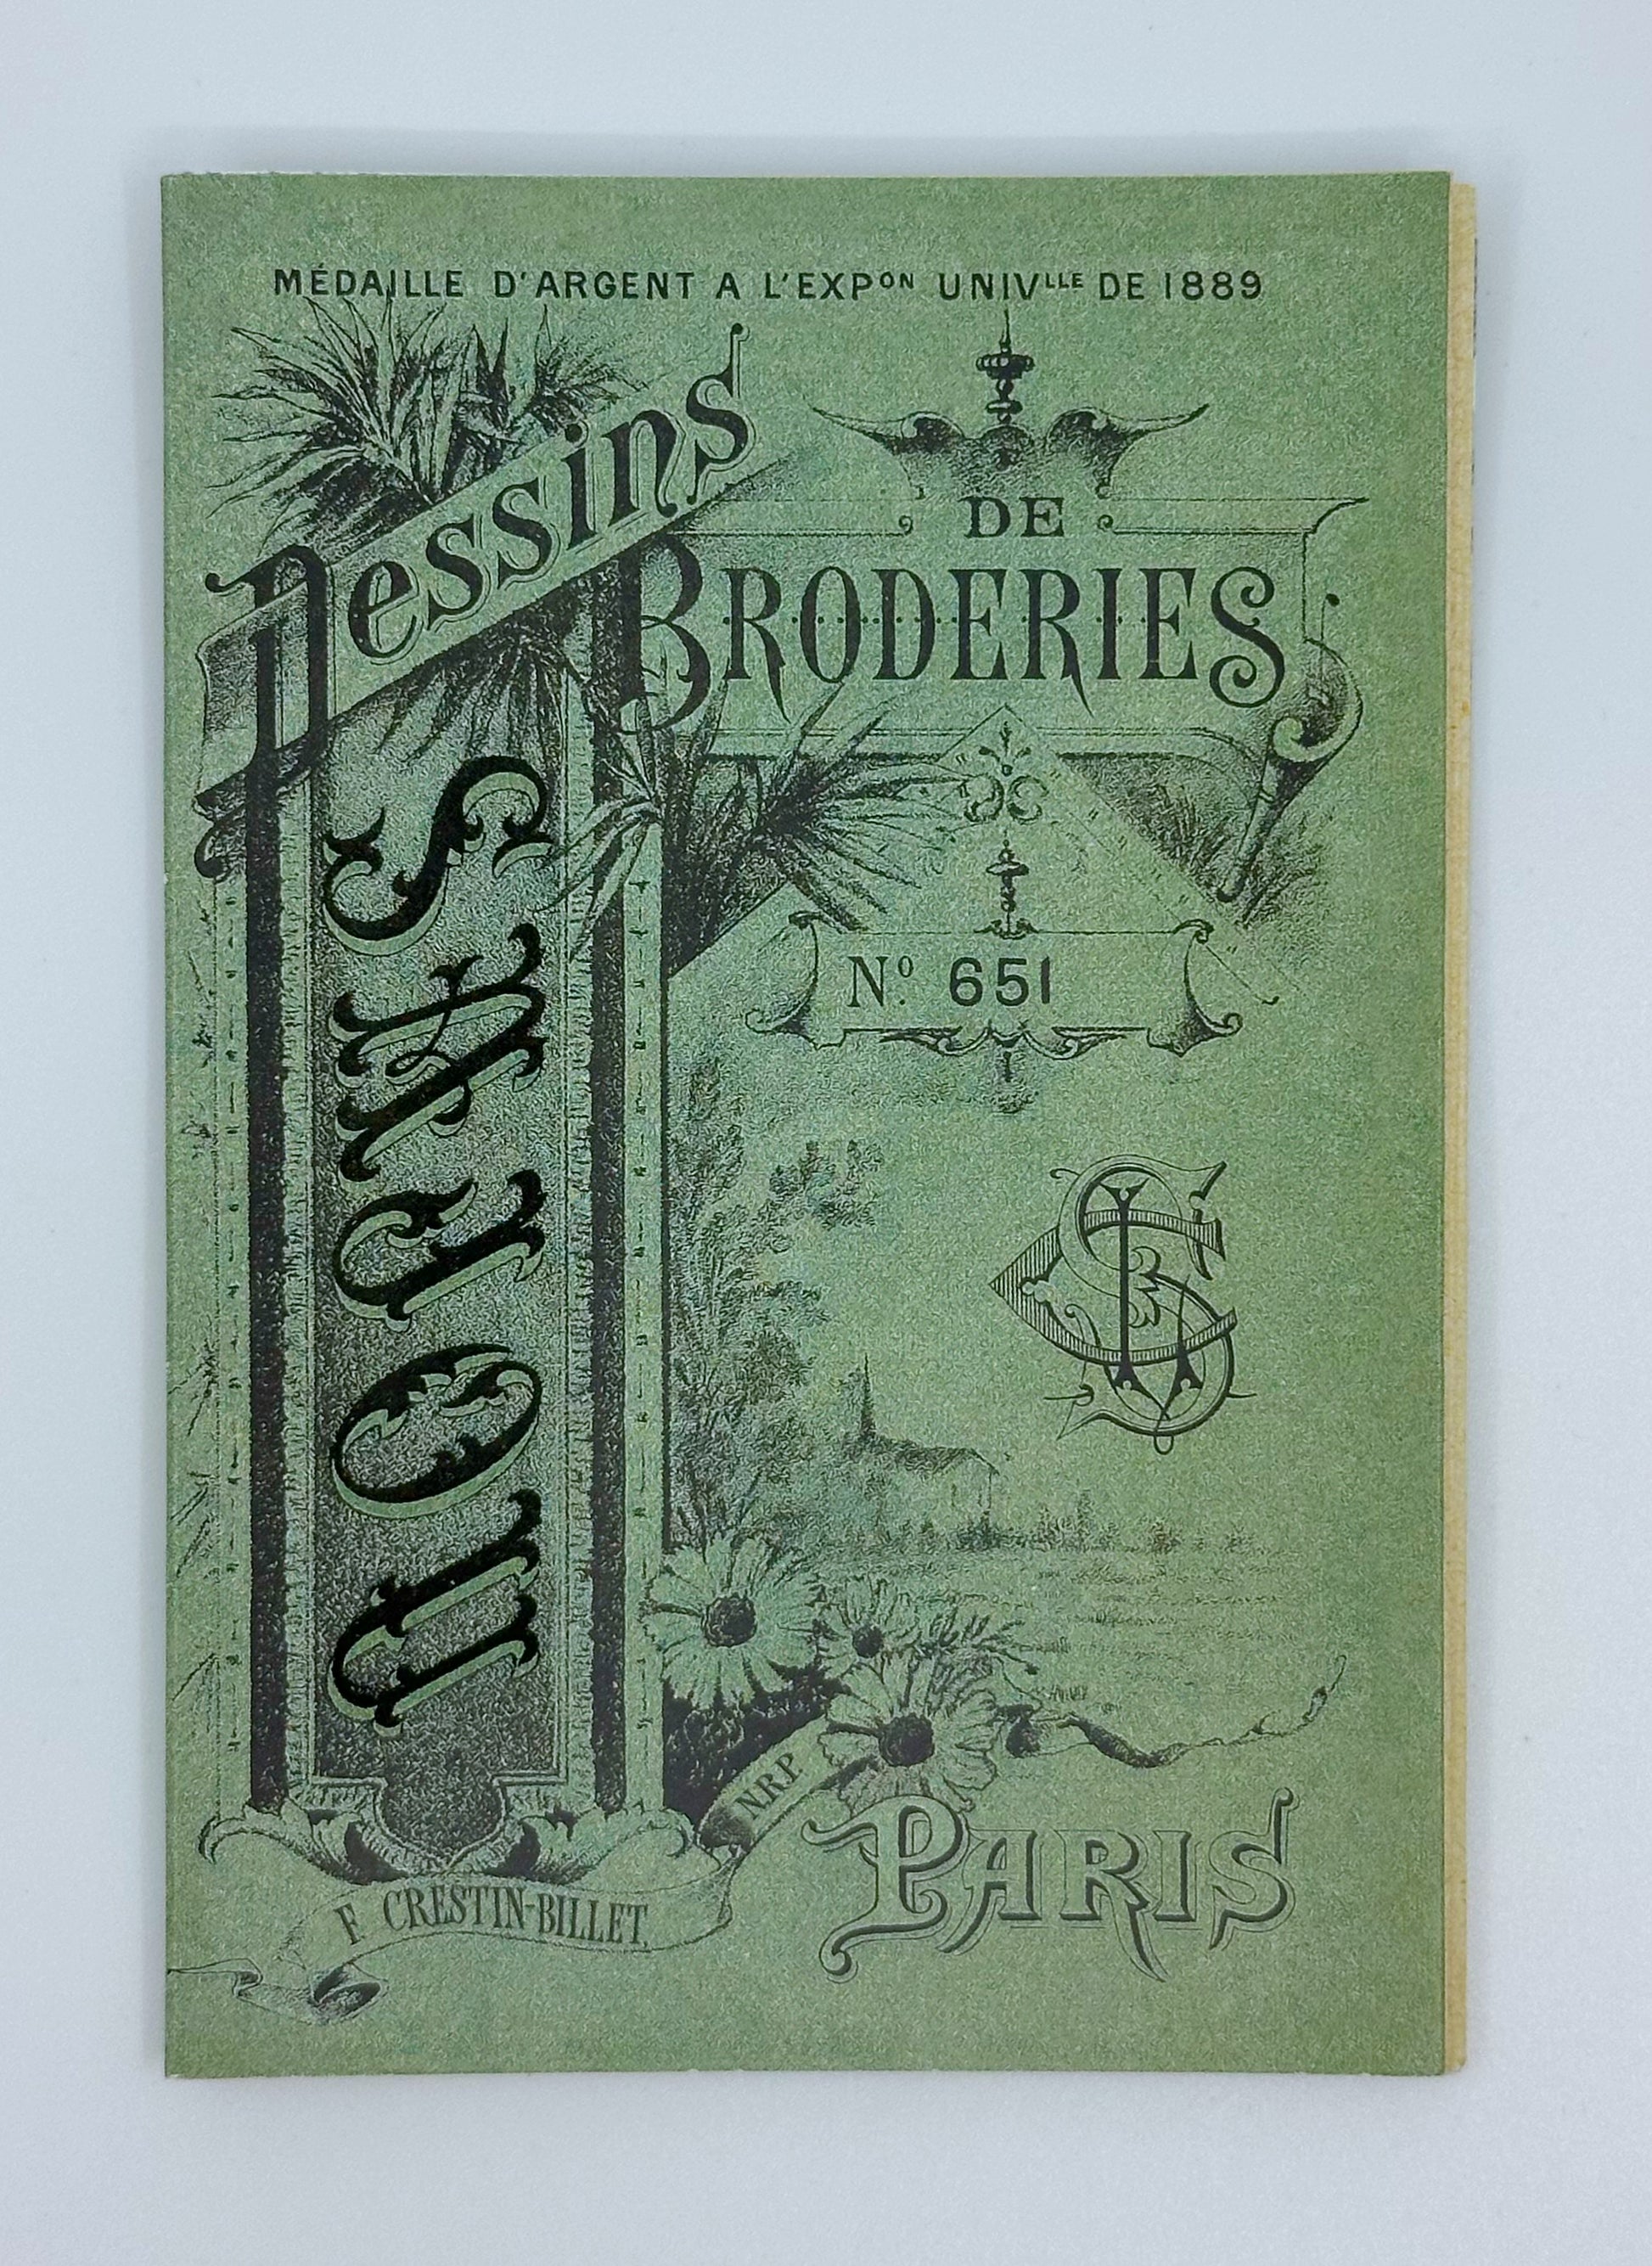 MÉDAILLE D'ARGENT A L'EXPON UNIVLLE DE 1889
Dessins
DE
BRODERIES
SAJOU
Nº. 651
NRP
F CRESTIN-BILLET,
PARIS